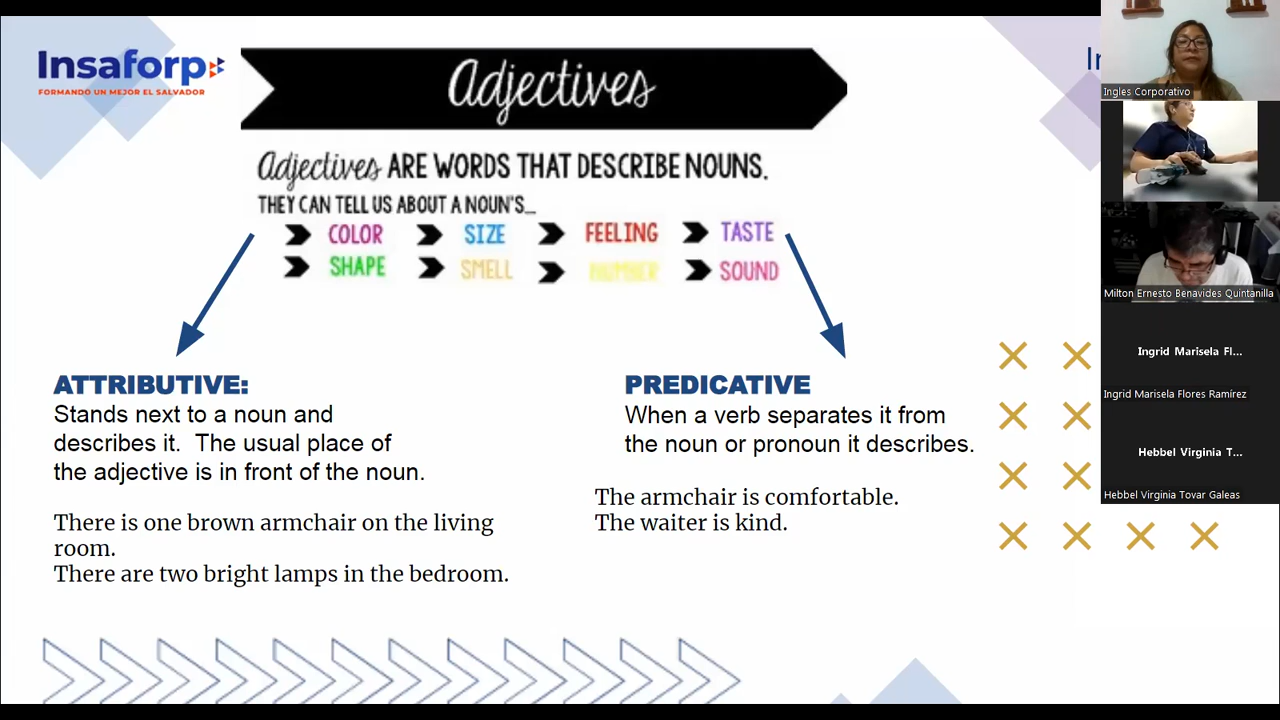 Insaforp
FORMANDO UN MEJOR EL SALVADOR
Adjectives
Adjectives ARE WORDS THAT DESCRIBE NOUNS.
THEY CAN TELL US ABOUT A NOUN'S...
COLOR SIZE FEELING TASTE
SHAPE SMELL NUMBER SOUND
ATTRIBUTIVE:
Stands next to a noun and
describes it. The usual place of
the adjective is in front of the noun.
There is one brown armchair on the living
room.
There are two bright lamps in the bedroom.
PREDICATIVE
When a verb separates it from
the noun or pronoun it describes.
The armchair is comfortable.
The waiter is kind.
Ingles Corporativo
Milton Ernesto Benavides Quintanilla
Ingrid Marisela Fl...
Ingrid Marisela Flores Ramírez
Hebbel Virginia T...
Hebbel Virginia Tovar Galeas